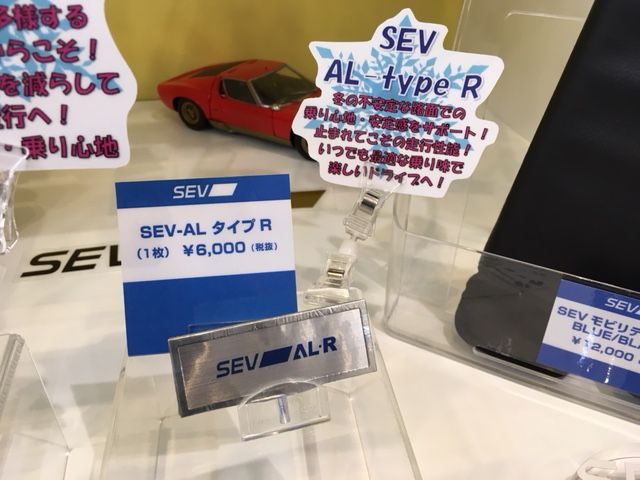 様する
からこそ!
を減らして
行へ!
・乗り心地
SEV
AL-type R
冬の不安定な路面での
乗り心地・安定感をサポート!
止まれてこその走行性能!
いつでも最適な乗り味で
楽しいドライブへ!
SEV
SEV-AL タイプ R
(1枚) ¥6,000 (税抜)
SEV
SEV AL-R
SEV
SEV モビリ
BLUE/BLA
¥12,000